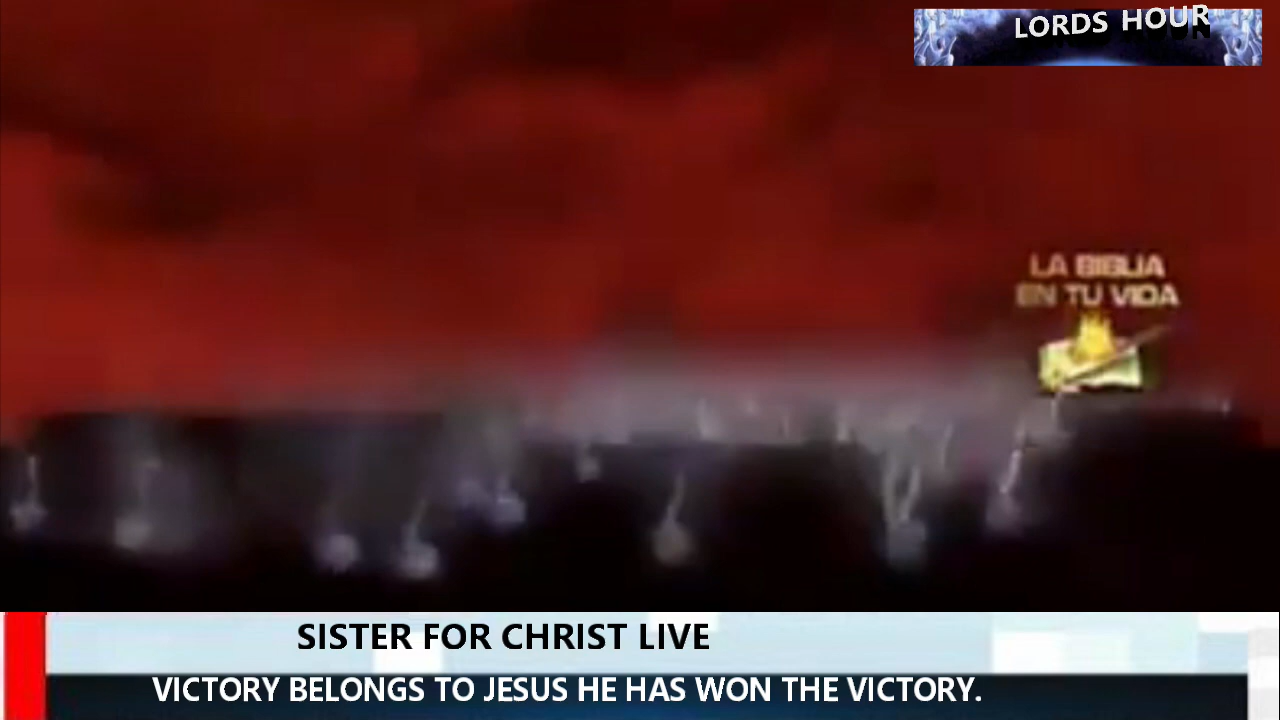 LORDS HOUR
LA BIBLIA
EN TU VIDA
SISTER FOR CHRIST LIVE
VICTORY BELONGS TO JESUS HE HAS WON THE VICTORY.